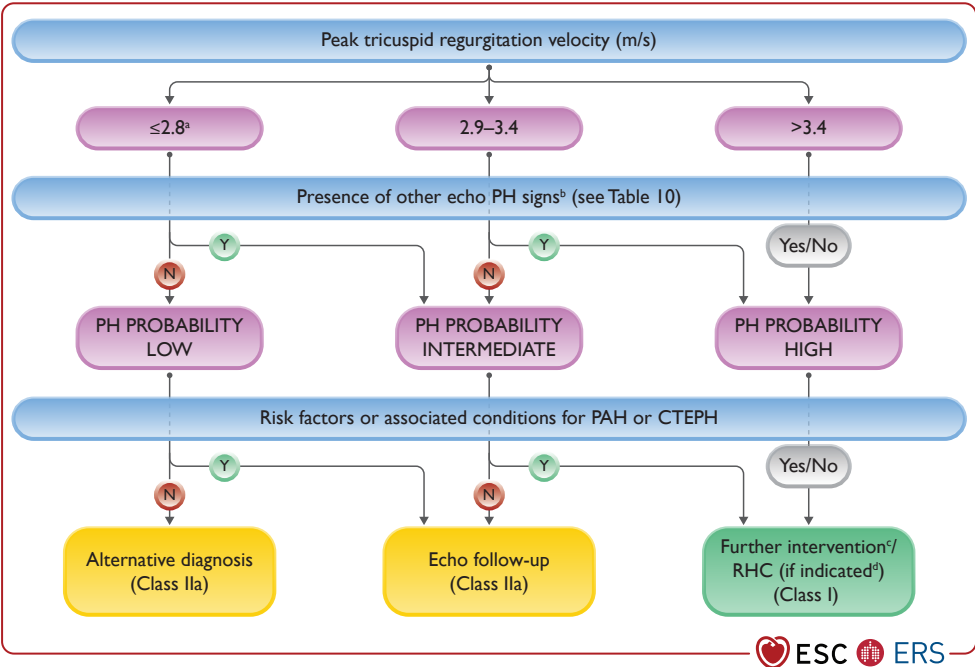 Peak tricuspid regurgitation velocity (m/s)
≤2.8ᵃ
2.9–3.4
>3.4
Presence of other echo PH signsᵇ (see Table 10)
Y
Y
Yes/No
N
N
PH PROBABILITY
LOW
PH PROBABILITY
INTERMEDIATE
PH PROBABILITY
HIGH
Risk factors or associated conditions for PAH or CTEPH
Y
Y
Yes/No
N
N
Alternative diagnosis
(Class IIa)
Echo follow-up
(Class IIa)
Further interventionᶜ/
RHC (if indicatedᵈ)
(Class I)
ESC ERS